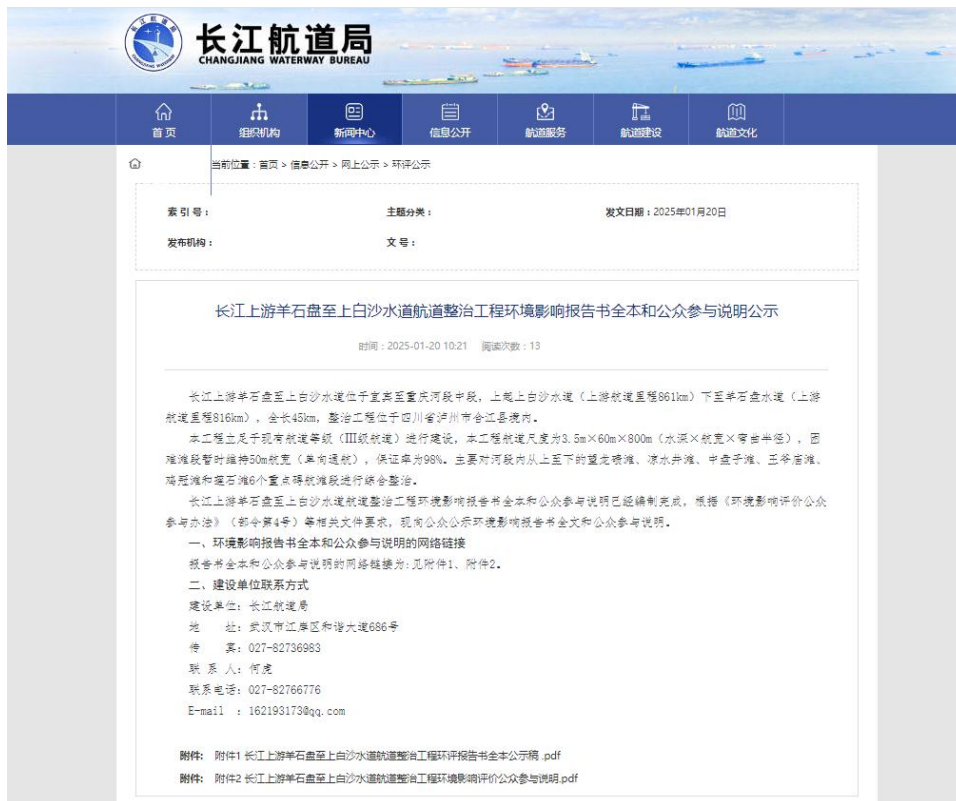 长江航道局
CHANGJIANG WATERWAY BUREAU
首页 组织机构 新闻中心 信息公开 航道服务 航道建设 航道文化
当前位置：首页 > 信息公开 > 网上公示 > 环评公示
索 引 号： 主题分类： 发文日期：2025年01月20日
发布机构： 文 号：
长江上游羊石盘至上白沙水道航道整治工程环境影响报告书全本和公众参与说明公示
时间：2025-01-20 10:21 阅读次数：13
长江上游羊石盘至上白沙水道位于宜宾至重庆河段中段，上起上白沙水道（上游航道里程861km）下至羊石盘水道（上游
航道里程816km），全长45km，整治工程位于四川省泸州市合江县境内。
本工程立足于现有航道等级（Ⅲ级航道）进行建设，本工程航道尺度为3.5m×60m×800m（水深×航宽×弯曲半径），困
难滩段暂时维持50m航宽（单向通航），保证率为98%。主要对河段内从上至下的望龙碛滩、凉水井滩、中盘子滩、王爷庙滩、
鸡冠滩和瓁石滩6个重点碍航滩段进行综合整治。
长江上游羊石盘至上白沙水道航道整治工程环境影响报告书全本和公众参与说明已经编制完成，根据《环境影响评价公众
参与办法》（部令第4号）等相关文件要求，现向公众公示环境影响报告书全文和公众参与说明。
一、环境影响报告书全本和公众参与说明的网络链接
报告书全本和公众参与说明的网络链接为:见附件1、附件2。
二、建设单位联系方式
建设单位：长江航道局
地 址：武汉市江岸区和谐大道686号
传 真：027-82736983
联 系 人：何虎
联系电话：027-82766776
E-mail ：162193173@qq.com
附件： 附件1 长江上游羊石盘至上白沙水道航道整治工程环评报告书全本公示稿 .pdf
附件： 附件2 长江上游羊石盘至上白沙水道航道整治工程环境影响评价公众参与说明.pdf